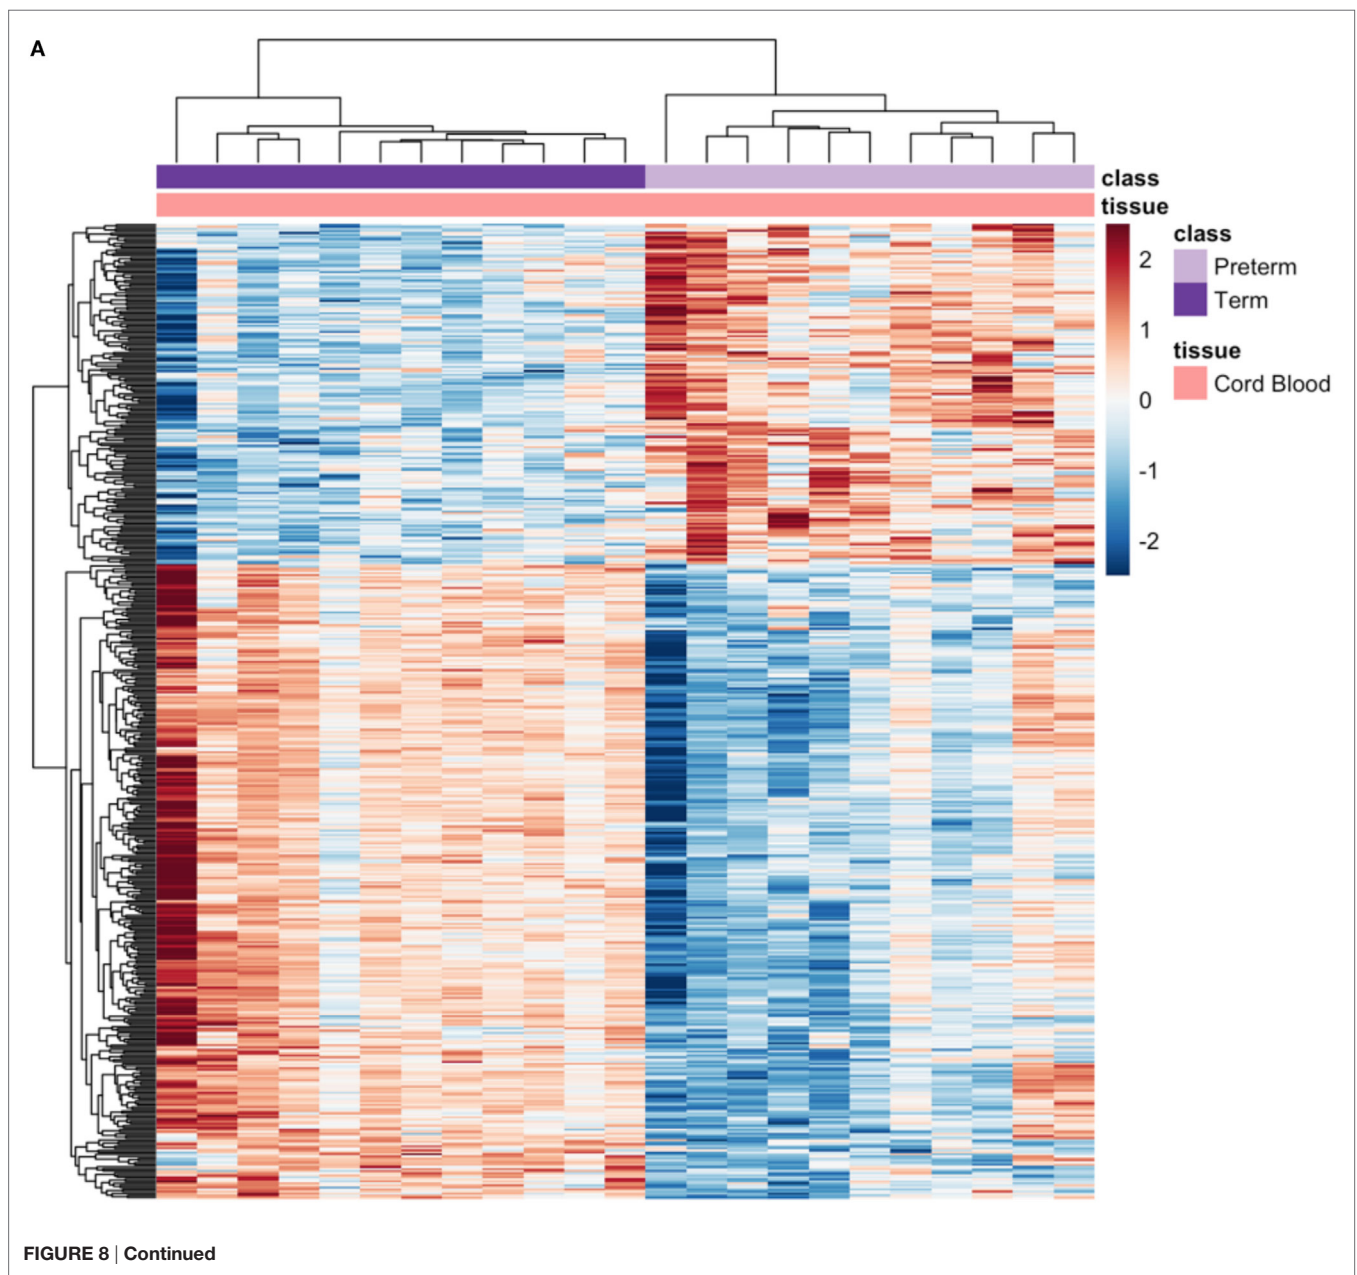 A
class
tissue
2
1
0
-1
-2
class
Preterm
Term
tissue
Cord Blood
FIGURE 8 | Continued